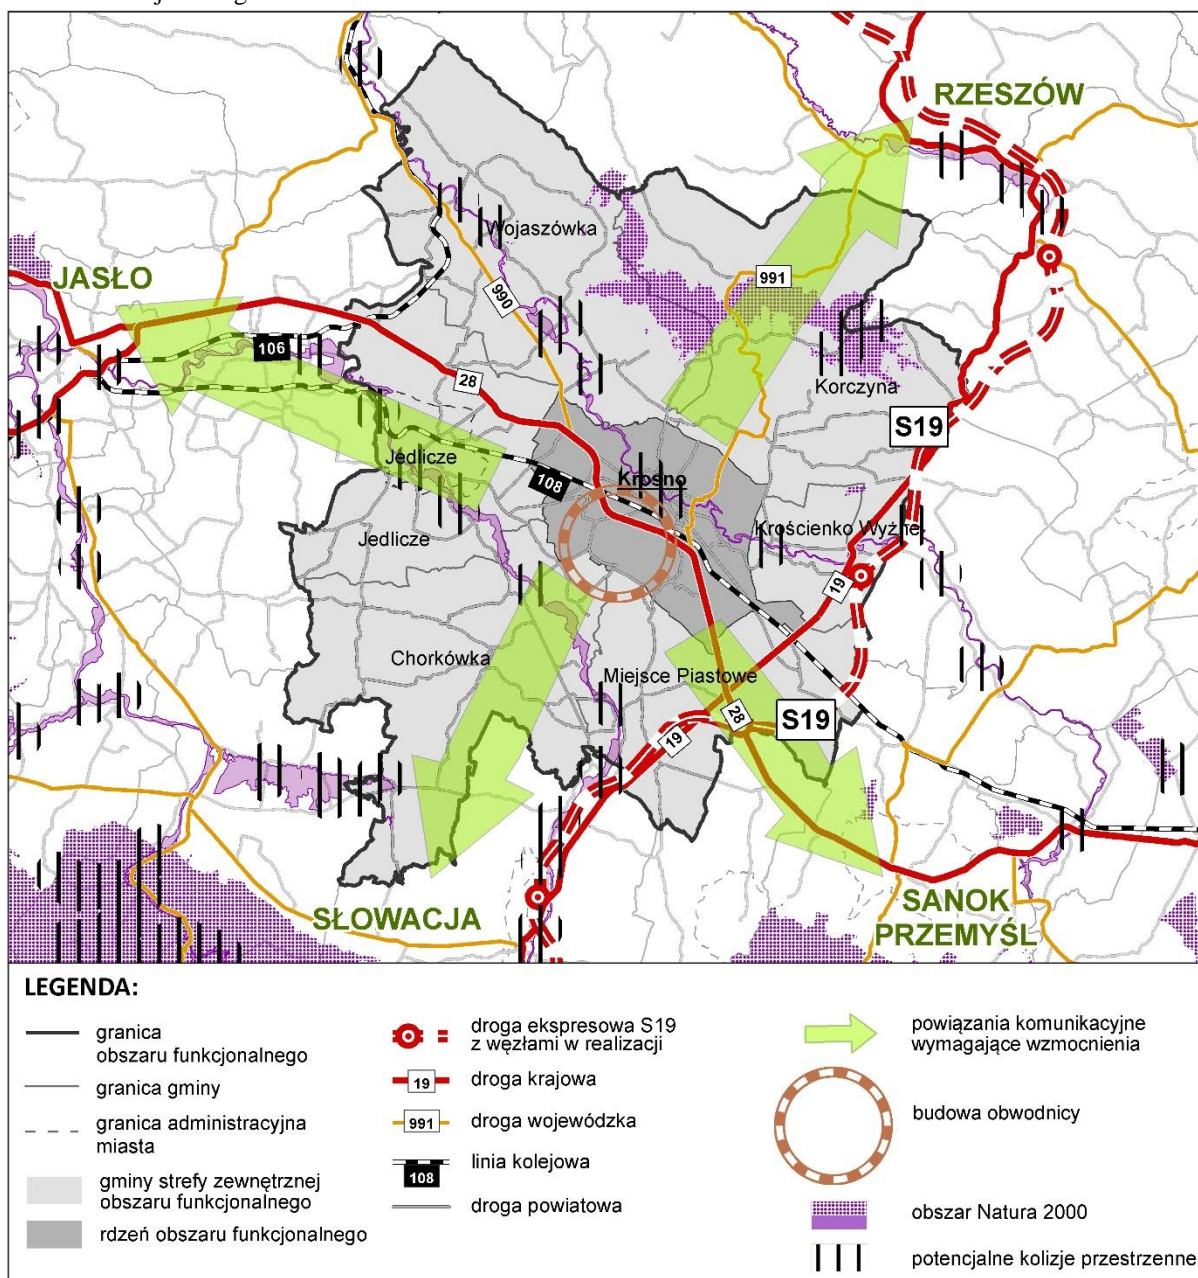 RZESZÓW
Wojaszówka
JASŁO
990
991
106
28
Korczyna
S19
Jedlicze
108
Krosno
Krościenko Wyżne
Jedlicze
19
Chorkówka
Miejsce Piastowe
28
S19
19
SŁOWACJA
SANOK
PRZEMYŚL
LEGENDA:
granica
obszaru funkcjonalnego
granica gminy
granica administracyjna
miasta
gminy strefy zewnętrznej
obszaru funkcjonalnego
rdzeń obszaru funkcjonalnego
droga ekspresowa S19
z węzłami w realizacji
19
droga krajowa
991
droga wojewódzka
linia kolejowa
108
droga powiatowa
powiązania komunikacyjne
wymagające wzmocnienia
budowa obwodnicy
obszar Natura 2000
potencjalne kolizje przestrzenne